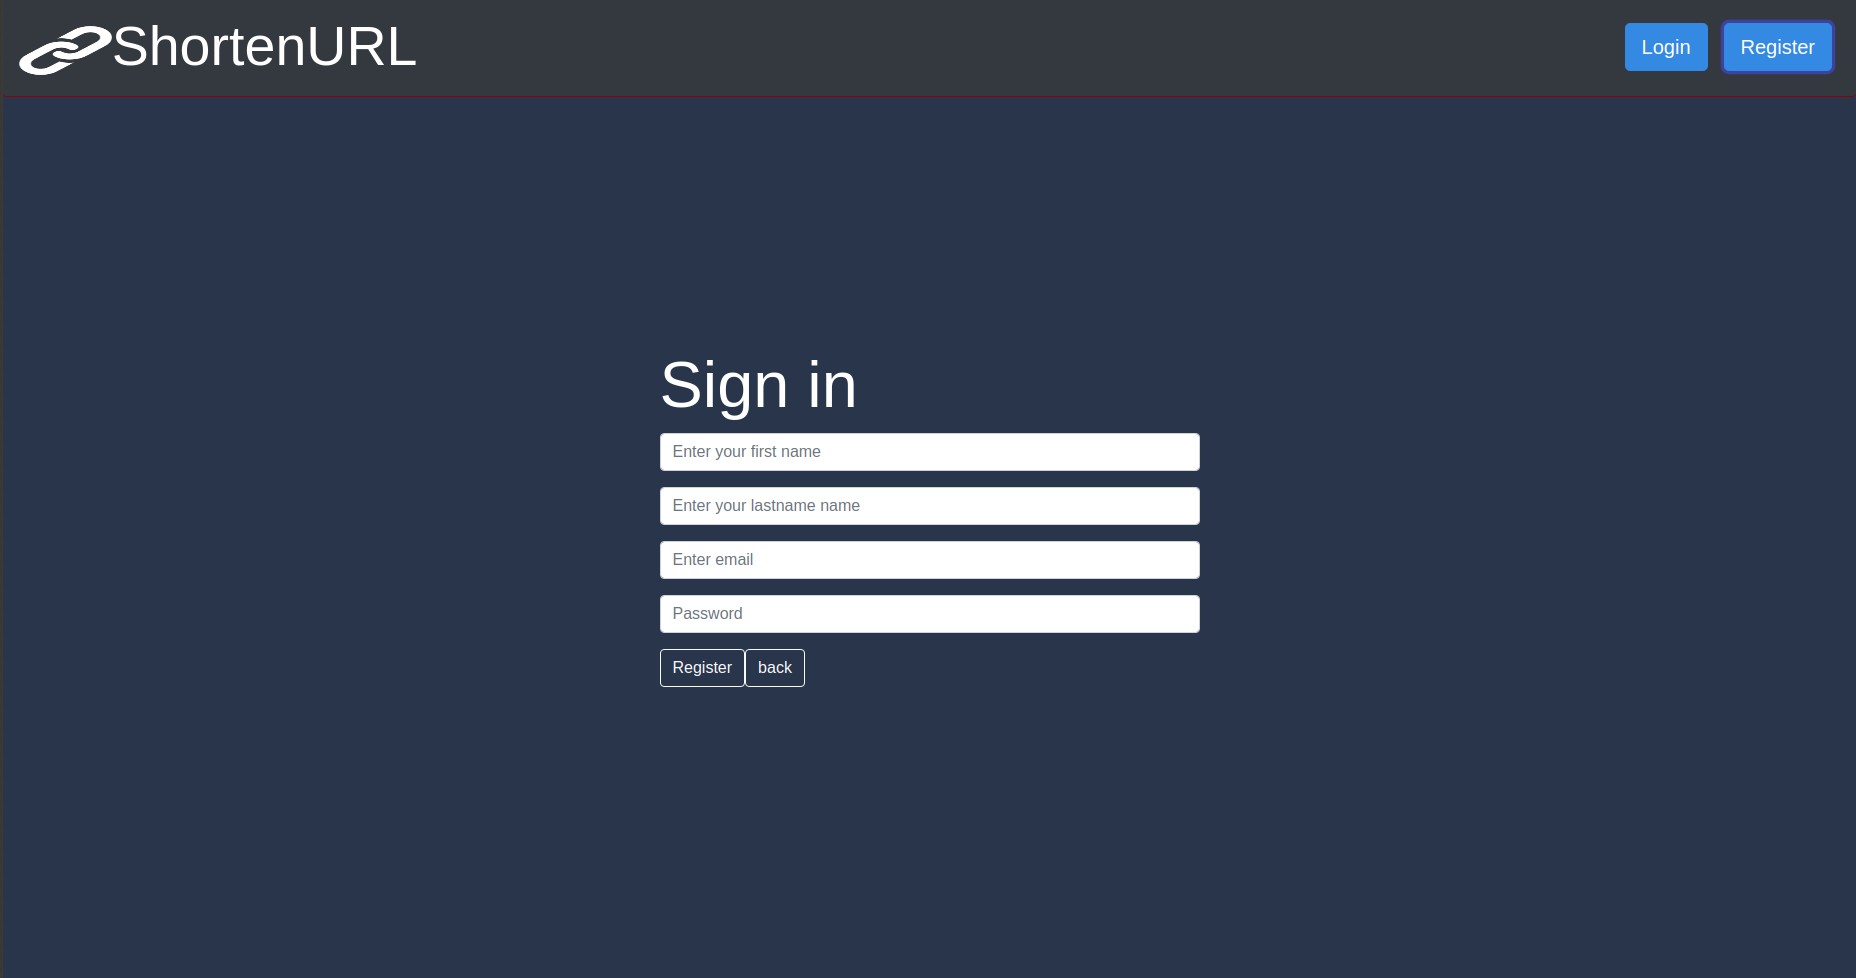 ShortenURL
Login
Register
Sign in
Enter your first name
Enter your lastname name
Enter email
Password
Register
back